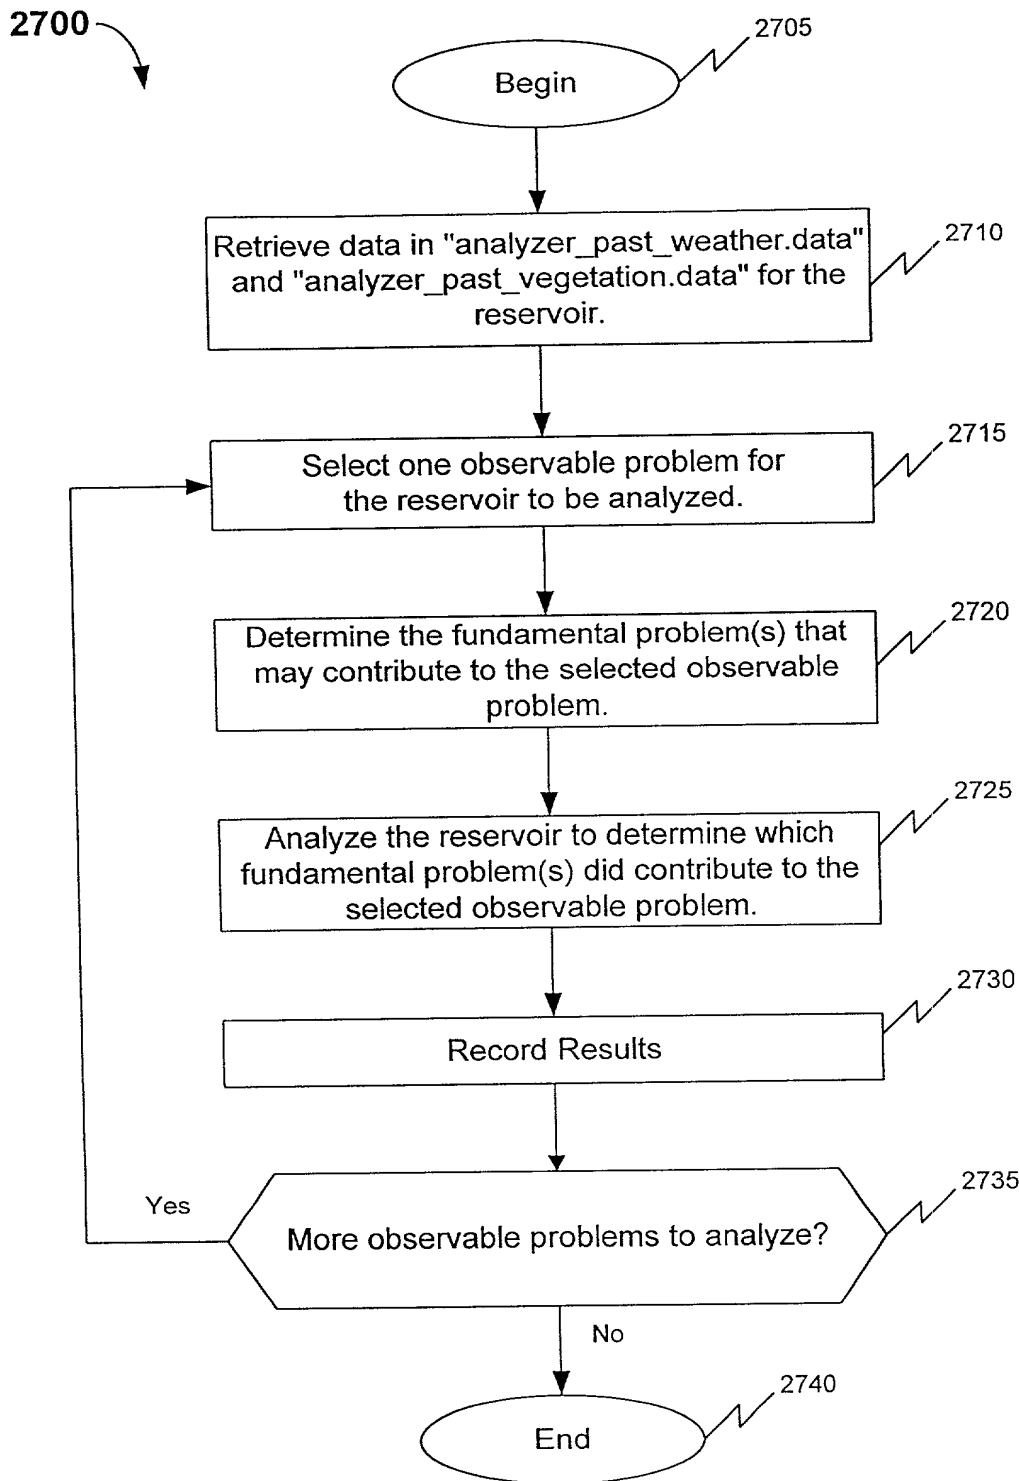 2700
2705
Begin
2710
Retrieve data in "analyzer_past_weather.data"
and "analyzer_past_vegetation.data" for the
reservoir.
2715
Select one observable problem for
the reservoir to be analyzed.
2720
Determine the fundamental problem(s) that
may contribute to the selected observable
problem.
2725
Analyze the reservoir to determine which
fundamental problem(s) did contribute to the
selected observable problem.
2730
Record Results
2735
Yes
More observable problems to analyze?
No
2740
End